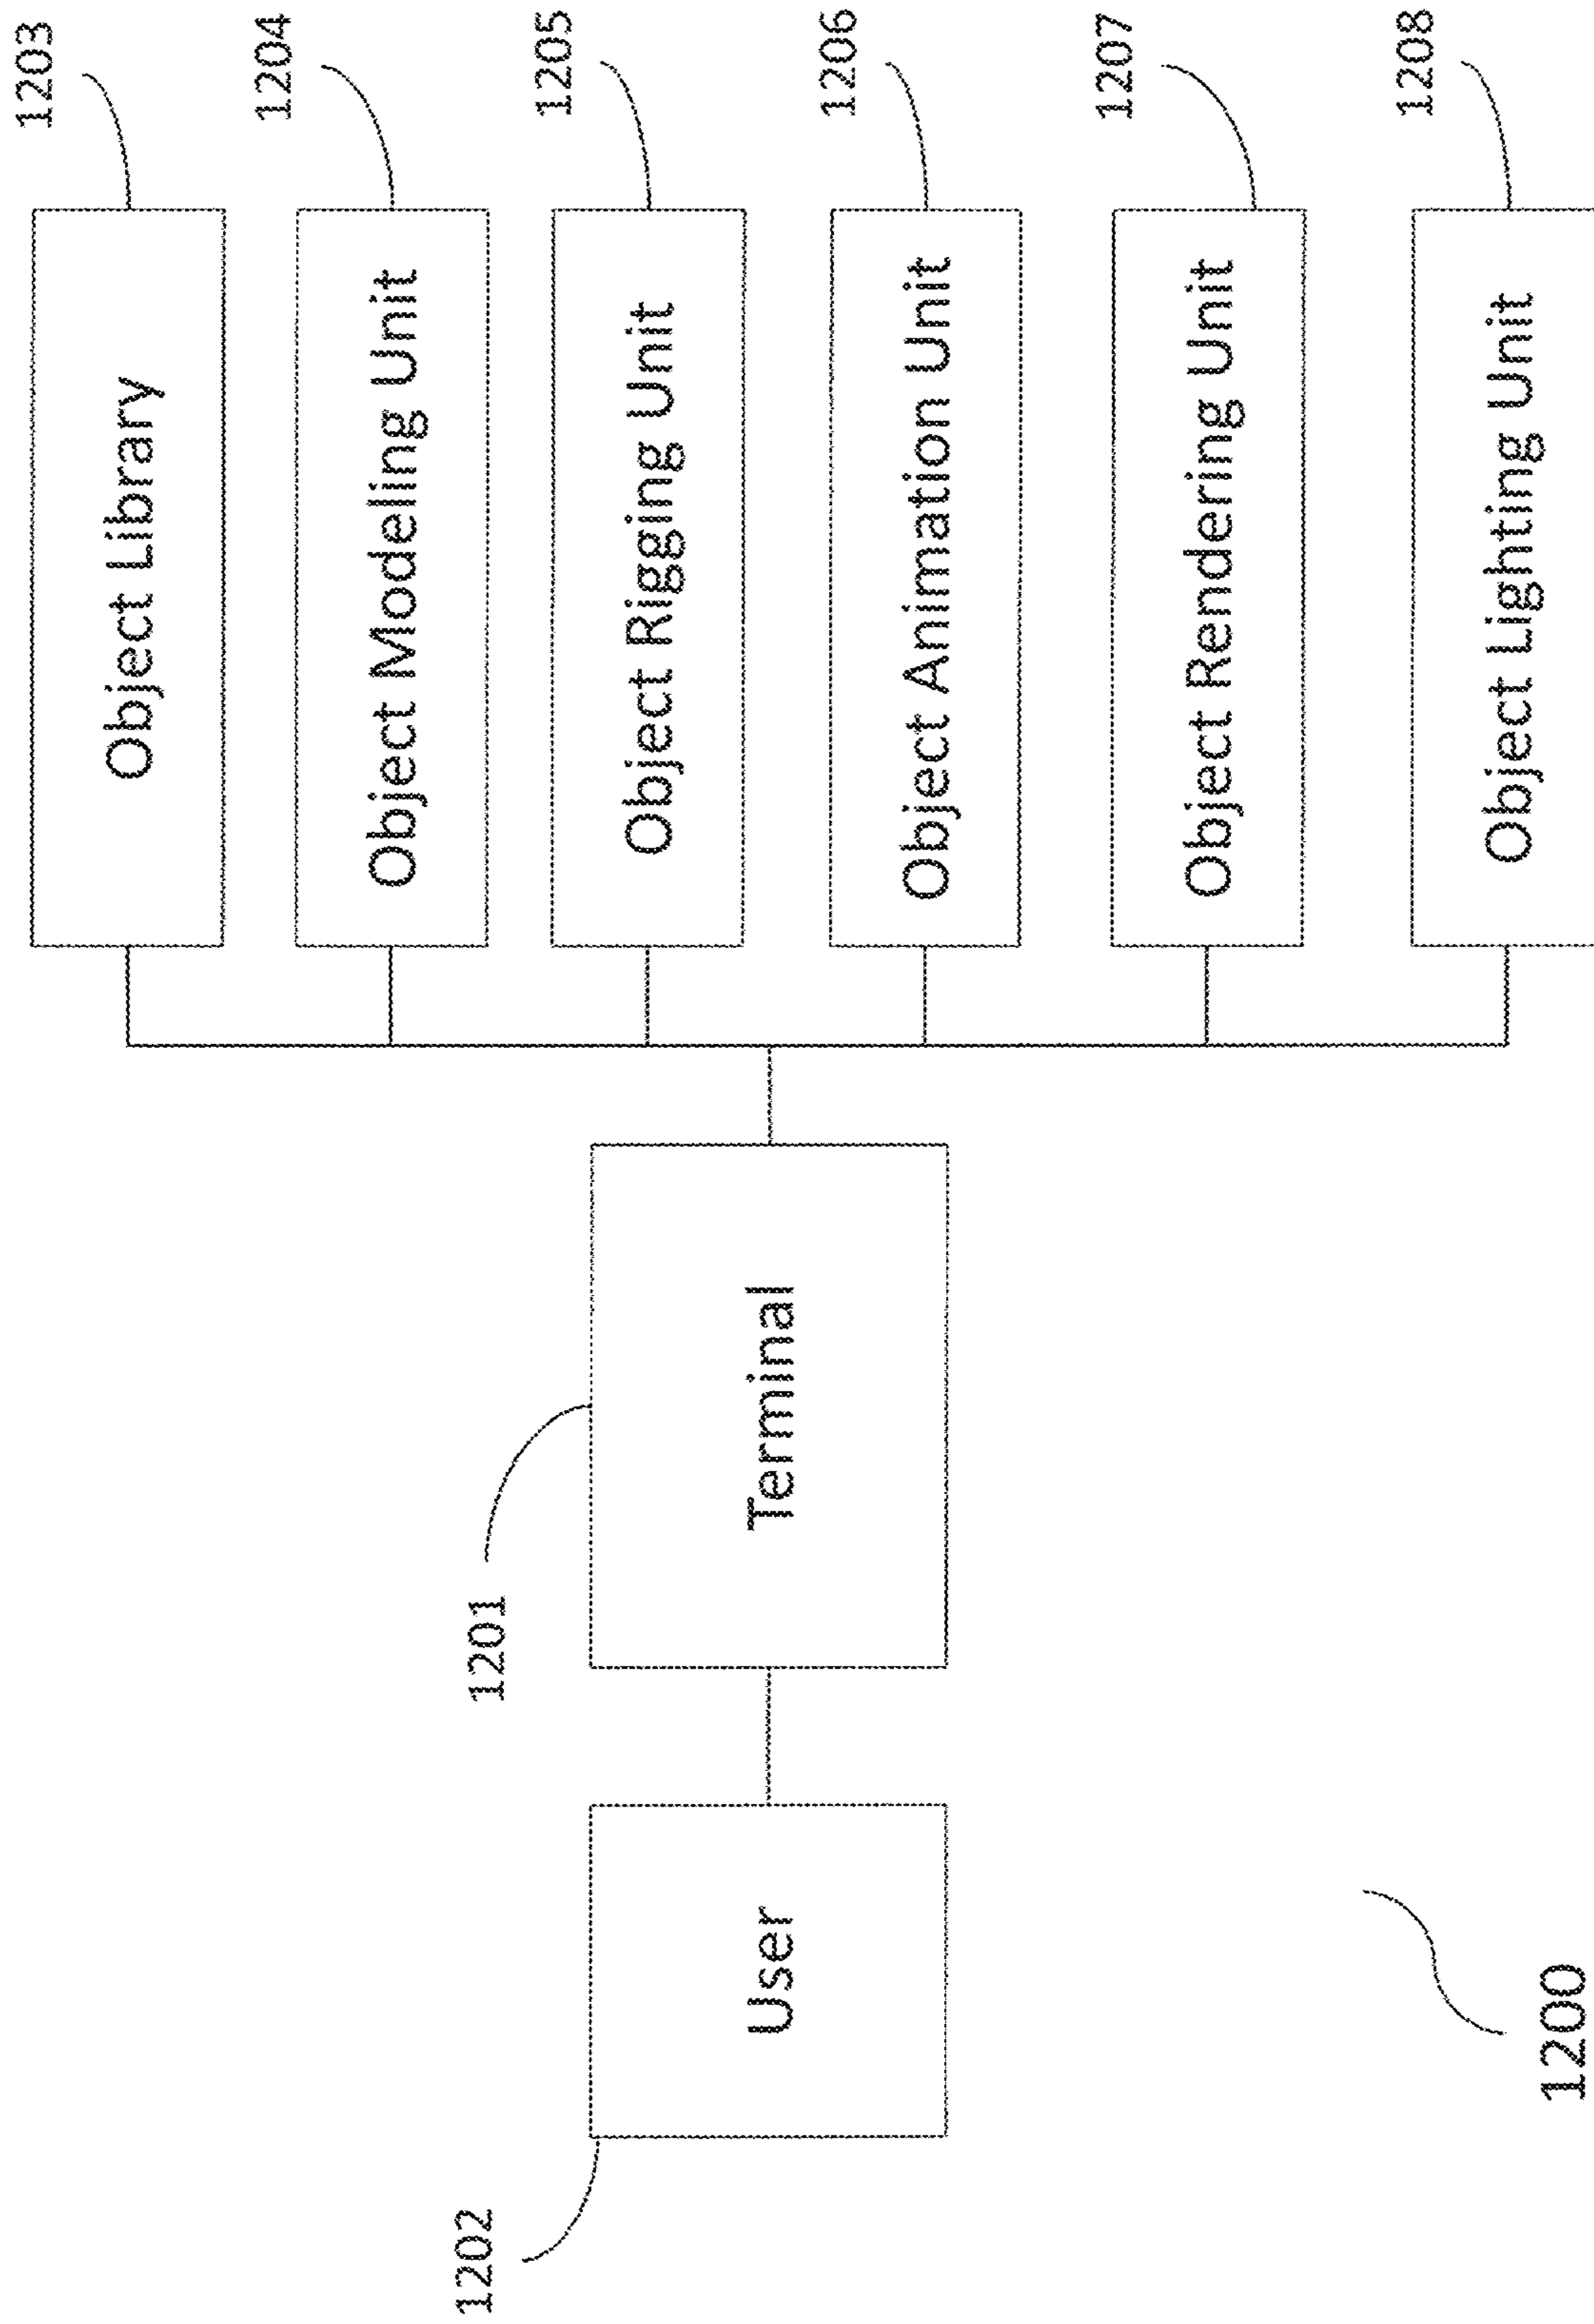 1203
Object Library
1204
Object Modelling Unit
1205
Object Rigging Unit
1206
Object Animation Unit
1207
Object Rendering Unit
1208
Object Lighting Unit
1201
Terminal
1202
User
1200